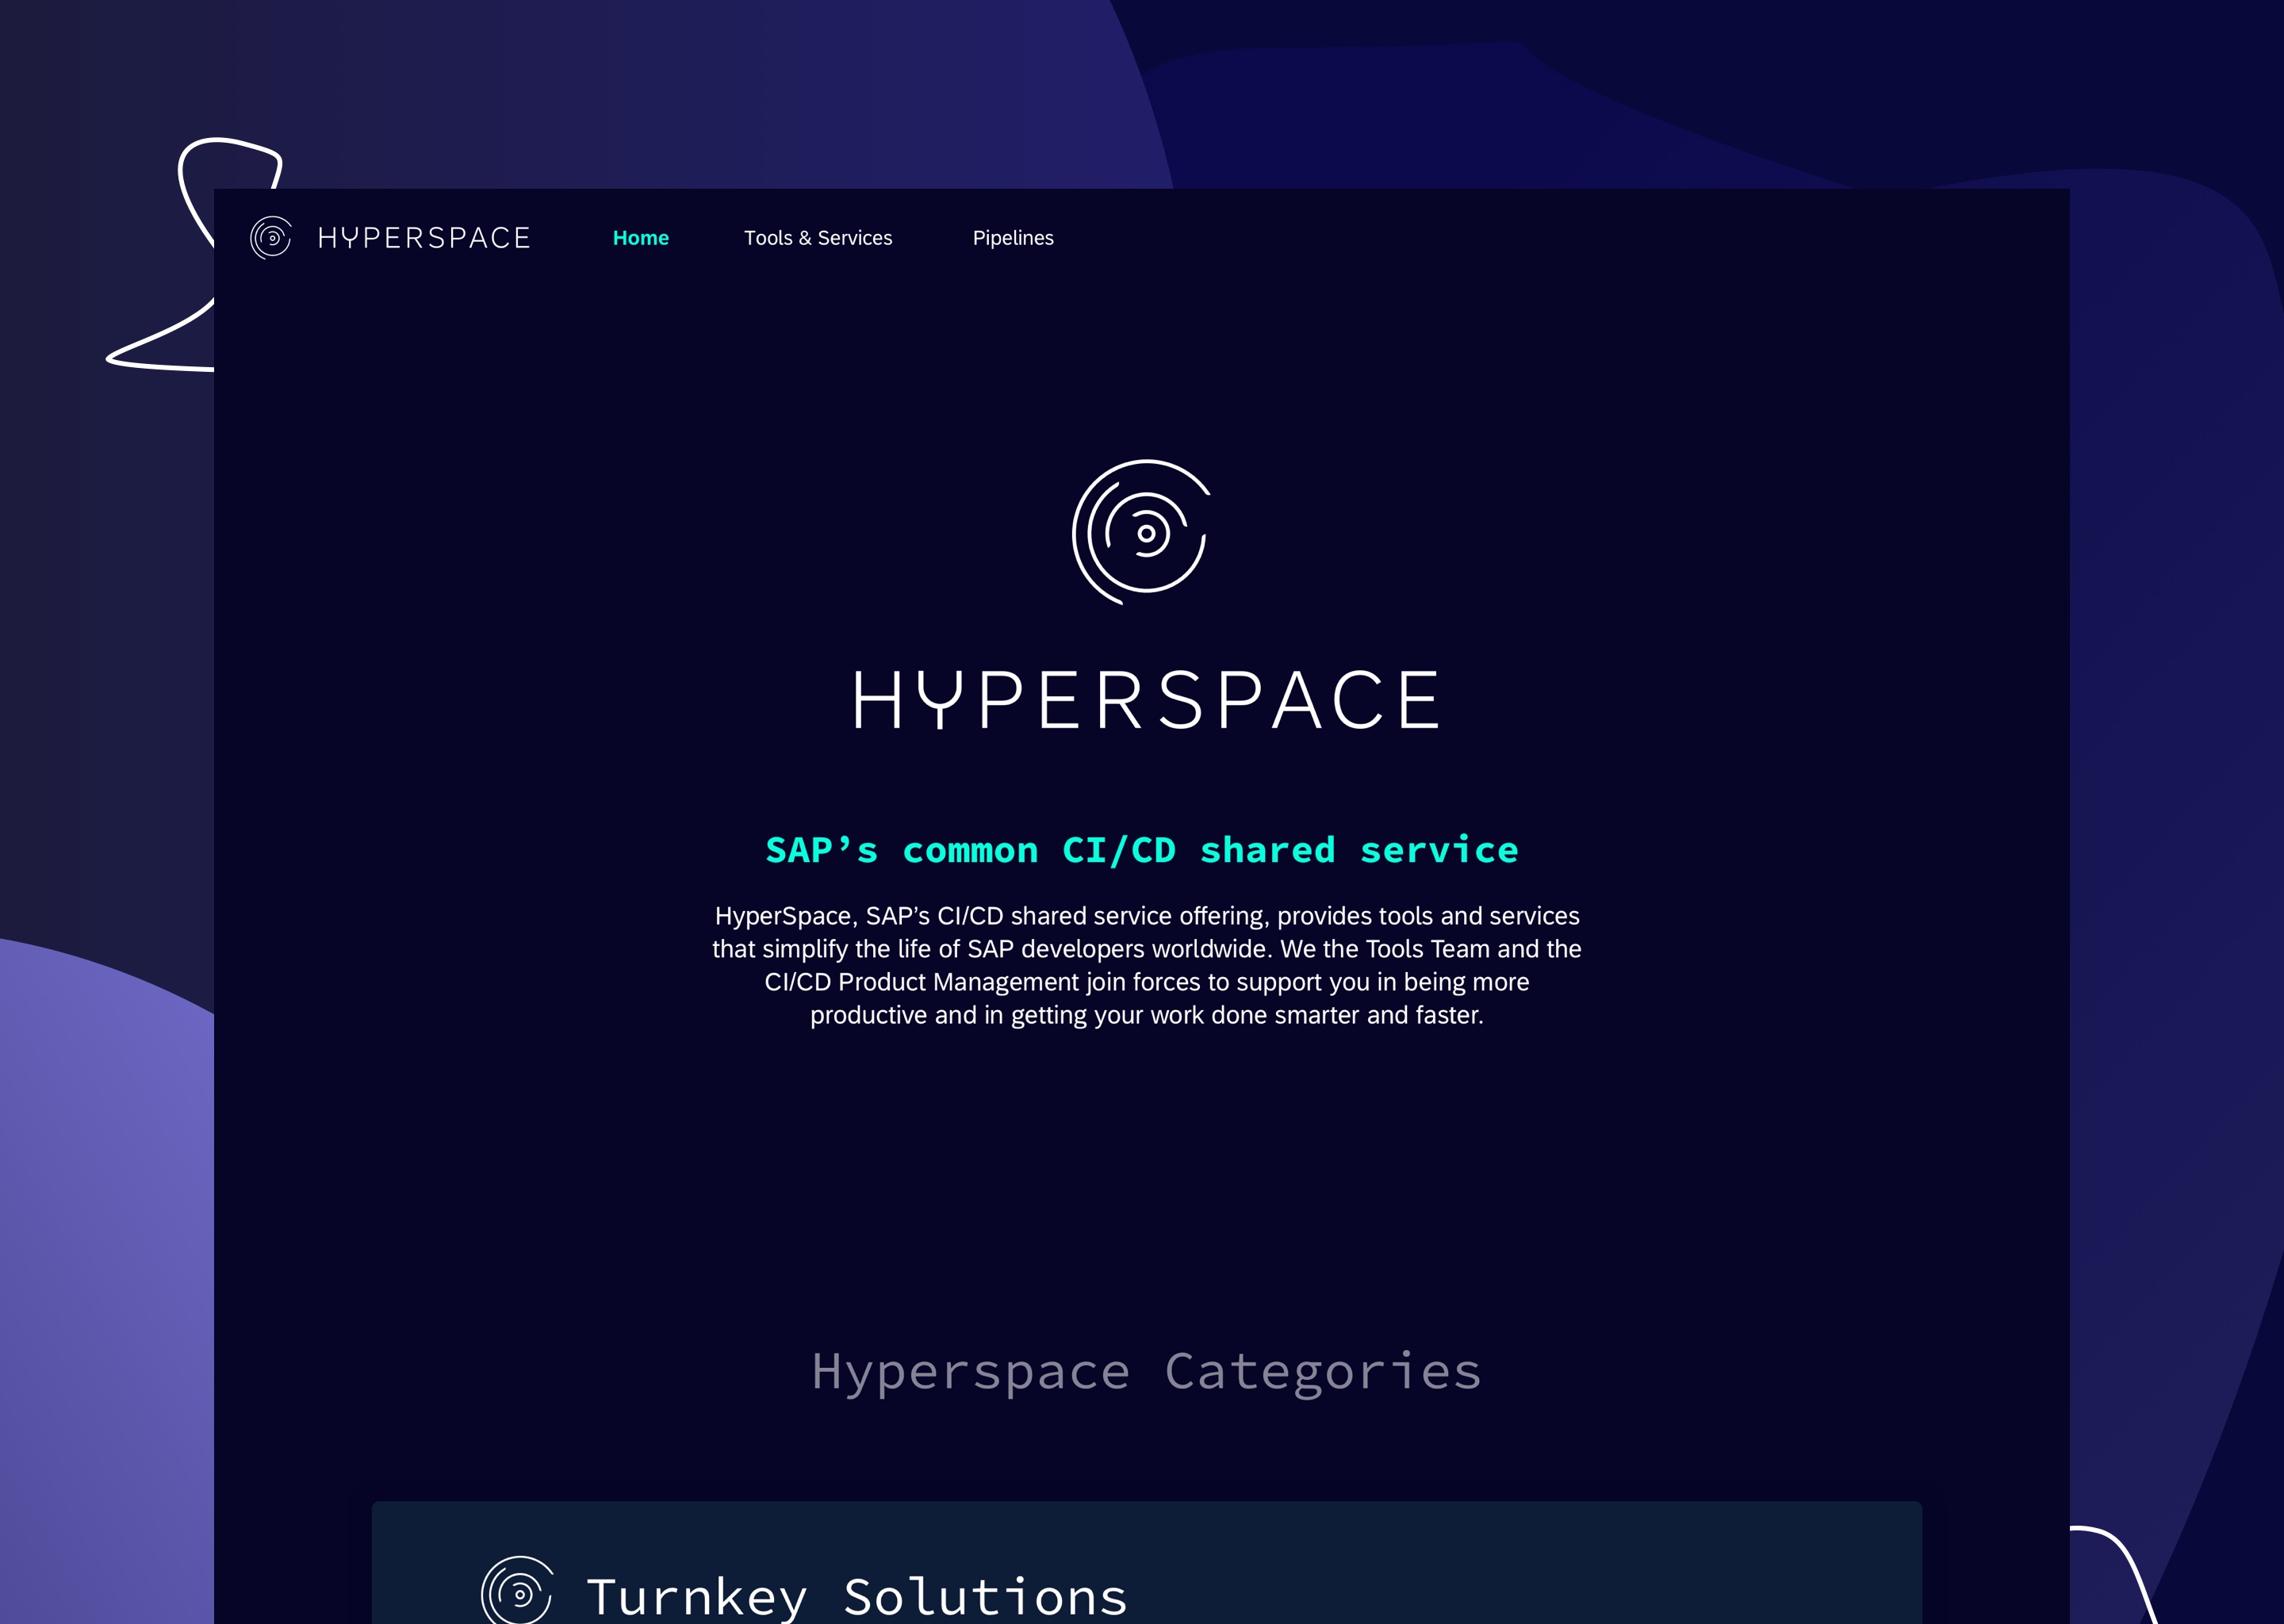 HYPERSPACE Home Tools & Services Pipelines
HYPERSPACE
SAP’s common CI/CD shared service
HyperSpace, SAP’s CI/CD shared service offering, provides tools and services
that simplify the life of SAP developers worldwide. We the Tools Team and the
CI/CD Product Management join forces to support you in being more
productive and in getting your work done smarter and faster.
Hyperspace Categories
Turnkey Solutions